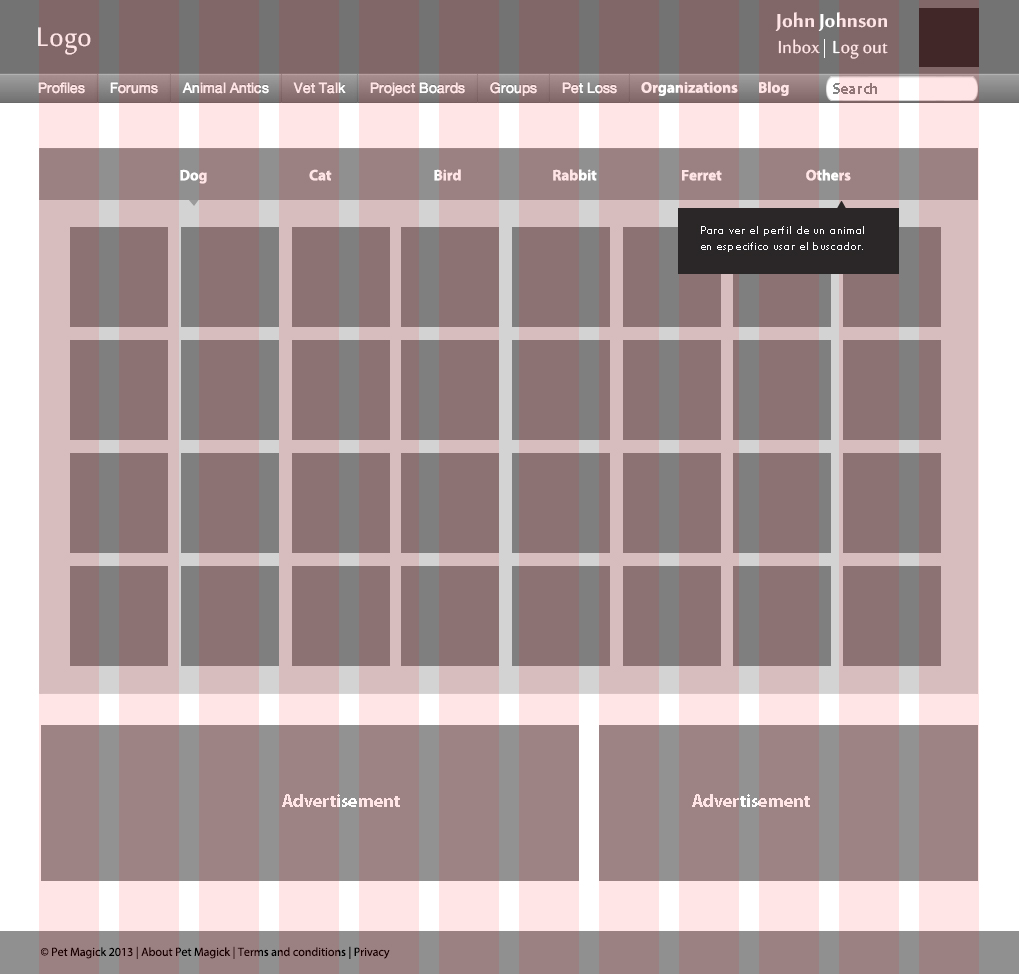 Logo
John Johnson
Inbox | Log out
Profiles Forums Animal Antics Vet Talk Project Boards Groups Pet Loss Organizations Blog Search
Dog Cat Bird Rabbit Ferret Others
Para ver el perfil de un animal
en especifico usar el buscador.
Advertisement Advertisement
© Pet Magick 2013 | About Pet Magick | Terms and conditions | Privacy